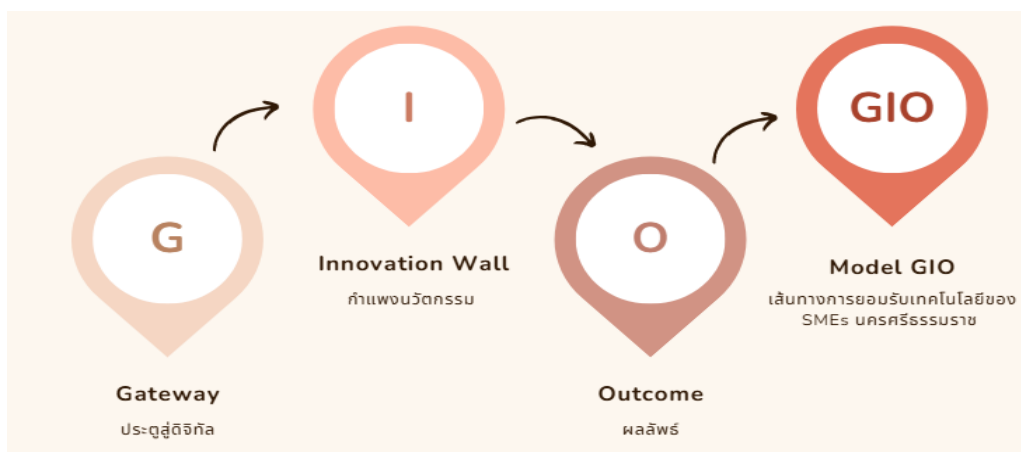 G
Gateway
ประตูสู่ดิจิทัล
I
Innovation Wall
กำแพงนวัตกรรม
O
Outcome
ผลลัพธ์
GIO
Model GIO
เส้นทางการยอมรับเทคโนโลยีของ
SMEs นครศรีธรรมราช